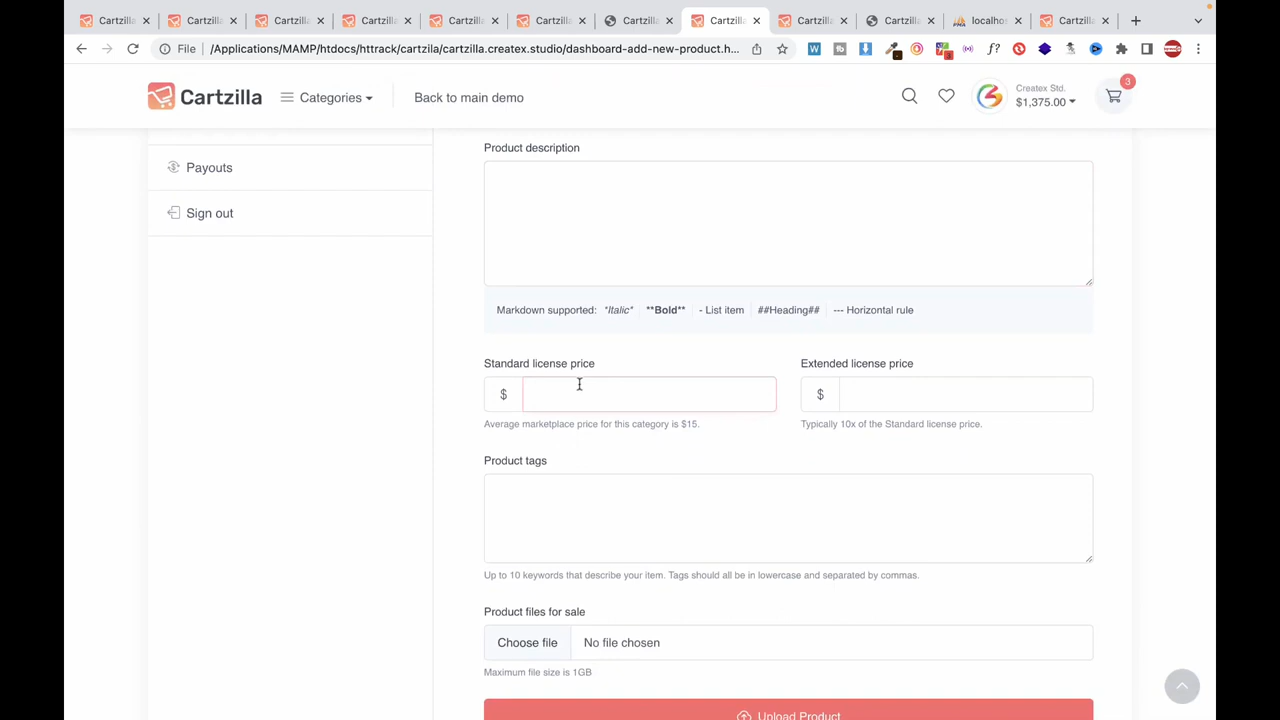 Cartzill
Cartzill
Cartzill
Cartzill
Cartzill
Cartzill
Cartzill
Cartzill
Cartzill
Cartzill
localhos
Cartzill
File /Applications/MAMP/htdocs/httrack/cartzila/cartzilla.createx.studio/dashboard-add-new-product.h...
Cartzilla
Categories
Back to main demo
Createx Std.
$1,375.00
3
Payouts
Sign out
Product description
Markdown supported: *Italic* **Bold** - List item ##Heading## --- Horizontal rule
Standard license price
Extended license price
$
$
Average marketplace price for this category is $15.
Typically 10x of the Standard license price.
Product tags
Up to 10 keywords that describe your item. Tags should all be in lowercase and separated by commas.
Product files for sale
Choose file No file chosen
Maximum file size is 1GB
Upload Product